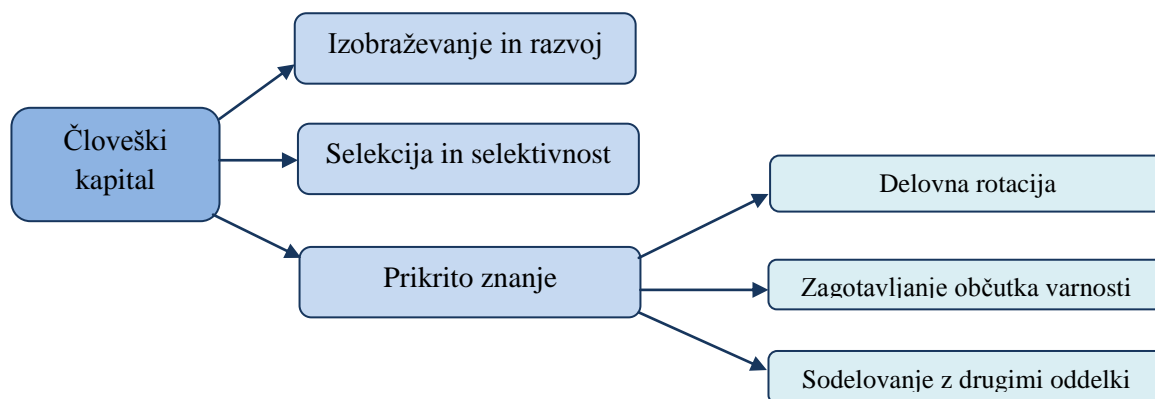 Človeški
kapital
Izobraževanje in razvoj
Selekcija in selektivnost
Prikrito znanje
Delovna rotacija
Zagotavljanje občutka varnosti
Sodelovanje z drugimi oddelki